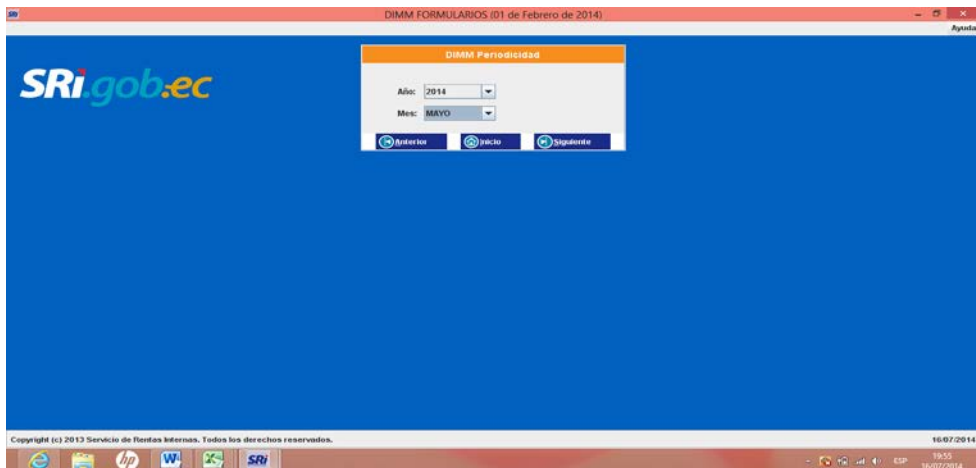 SRi DIMM FORMULARIOS (01 de Febrero de 2014)
Ayuda
DIMM Periodicidad
SRi.gob.ec
Año: 2014
Mes: MAYO
Anterior Inicio Siguiente
Copyright (c) 2013 Servicio de Rentas Internas. Todos los derechos reservados. 16/07/2014
hp W X SRi ESP 19:55
16/07/2014